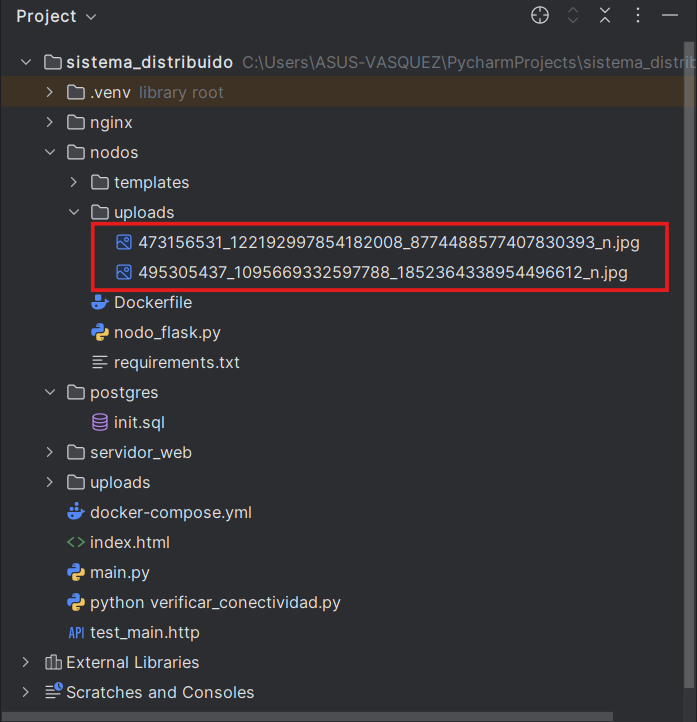 Project
sistema_distribuido C:\Users\ASUS-VASQUEZ\PycharmProjects\sistema_distrib
.venv library root
nginx
nodos
templates
uploads
473156531_122192997854182008_8774488577407830393_n.jpg
495305437_1095669332597788_1852364338954496612_n.jpg
Dockerfile
nodo_flask.py
requirements.txt
postgres
init.sql
servidor_web
uploads
docker-compose.yml
<> index.html
main.py
python verificar_conectividad.py
API test_main.http
External Libraries
Scratches and Consoles